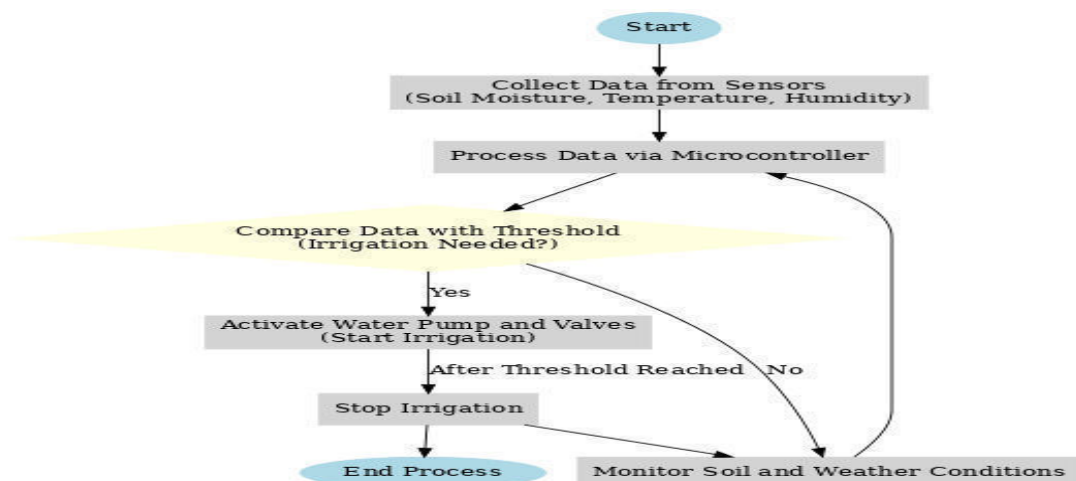 Start
Collect Data from Sensors
(Soil Moisture, Temperature, Humidity)
Process Data via Microcontroller
Compare Data with Threshold
(Irrigation Needed?)
Yes
Activate Water Pump and Valves
(Start Irrigation)
After Threshold Reached
No
Stop Irrigation
End Process
Monitor Soil and Weather Conditions